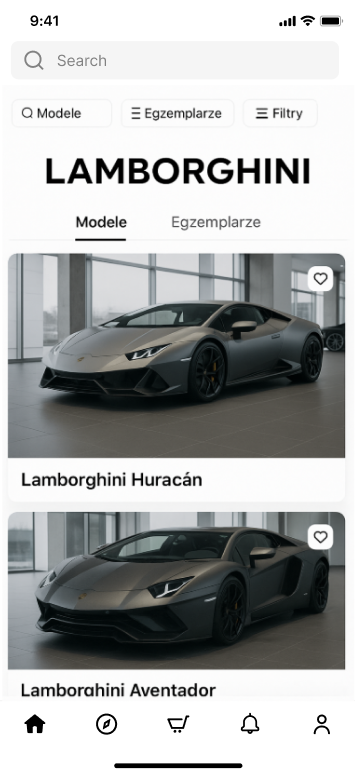 9:41
Search
Modele Egzemplarze Filtry
LAMBORGHINI
Modele Egzemplarze
Lamborghini Huracán
Lamborghini Aventador